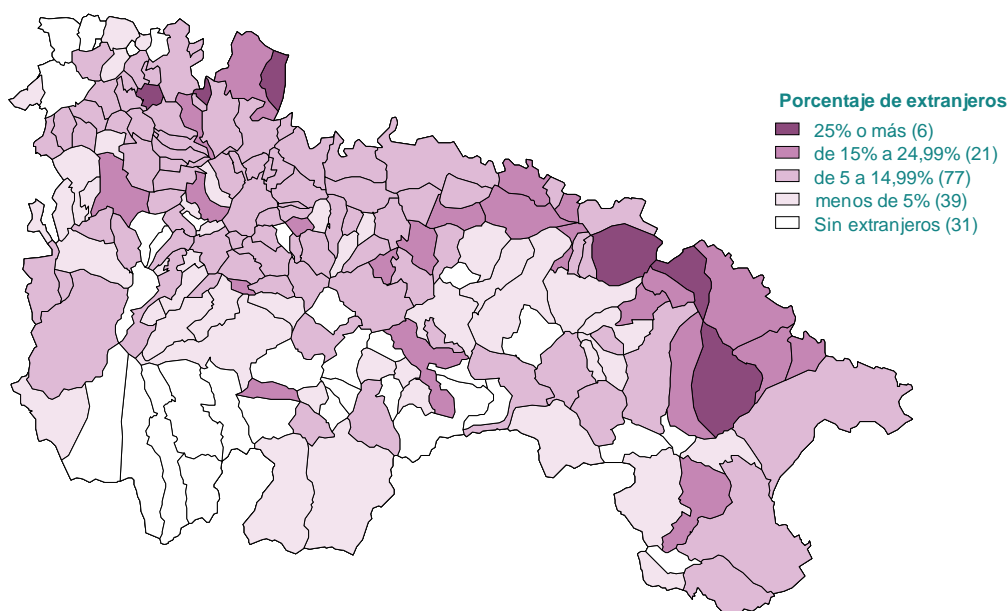 Porcentaje de extranjeros
25% o más (6)
de 15% a 24,99% (21)
de 5 a 14,99% (77)
menos de 5% (39)
Sin extranjeros (31)